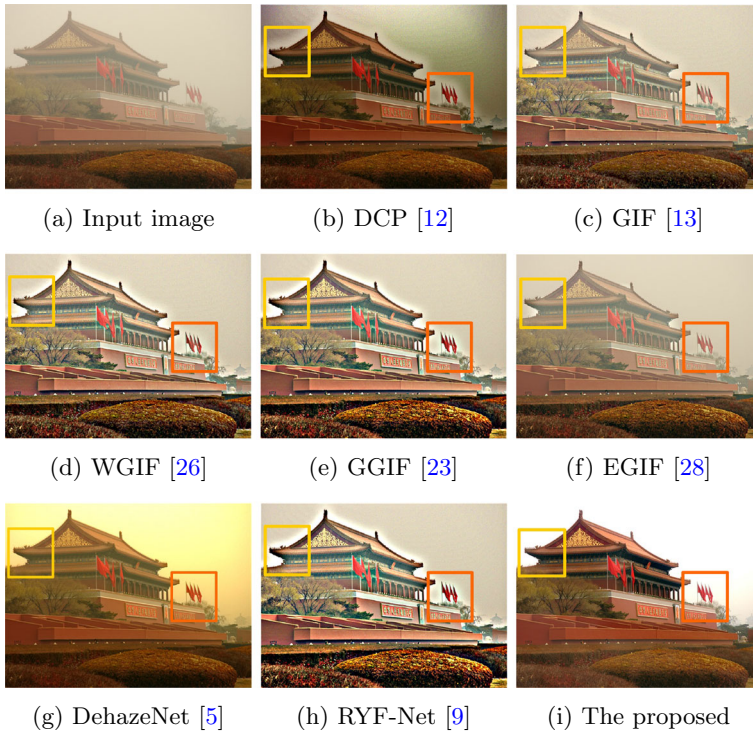 (a) Input image
(b) DCP [12]
(c) GIF [13]
(d) WGIF [26]
(e) GGIF [23]
(f) EGIF [28]
(g) DehazeNet [5]
(h) RYF-Net [9]
(i) The proposed